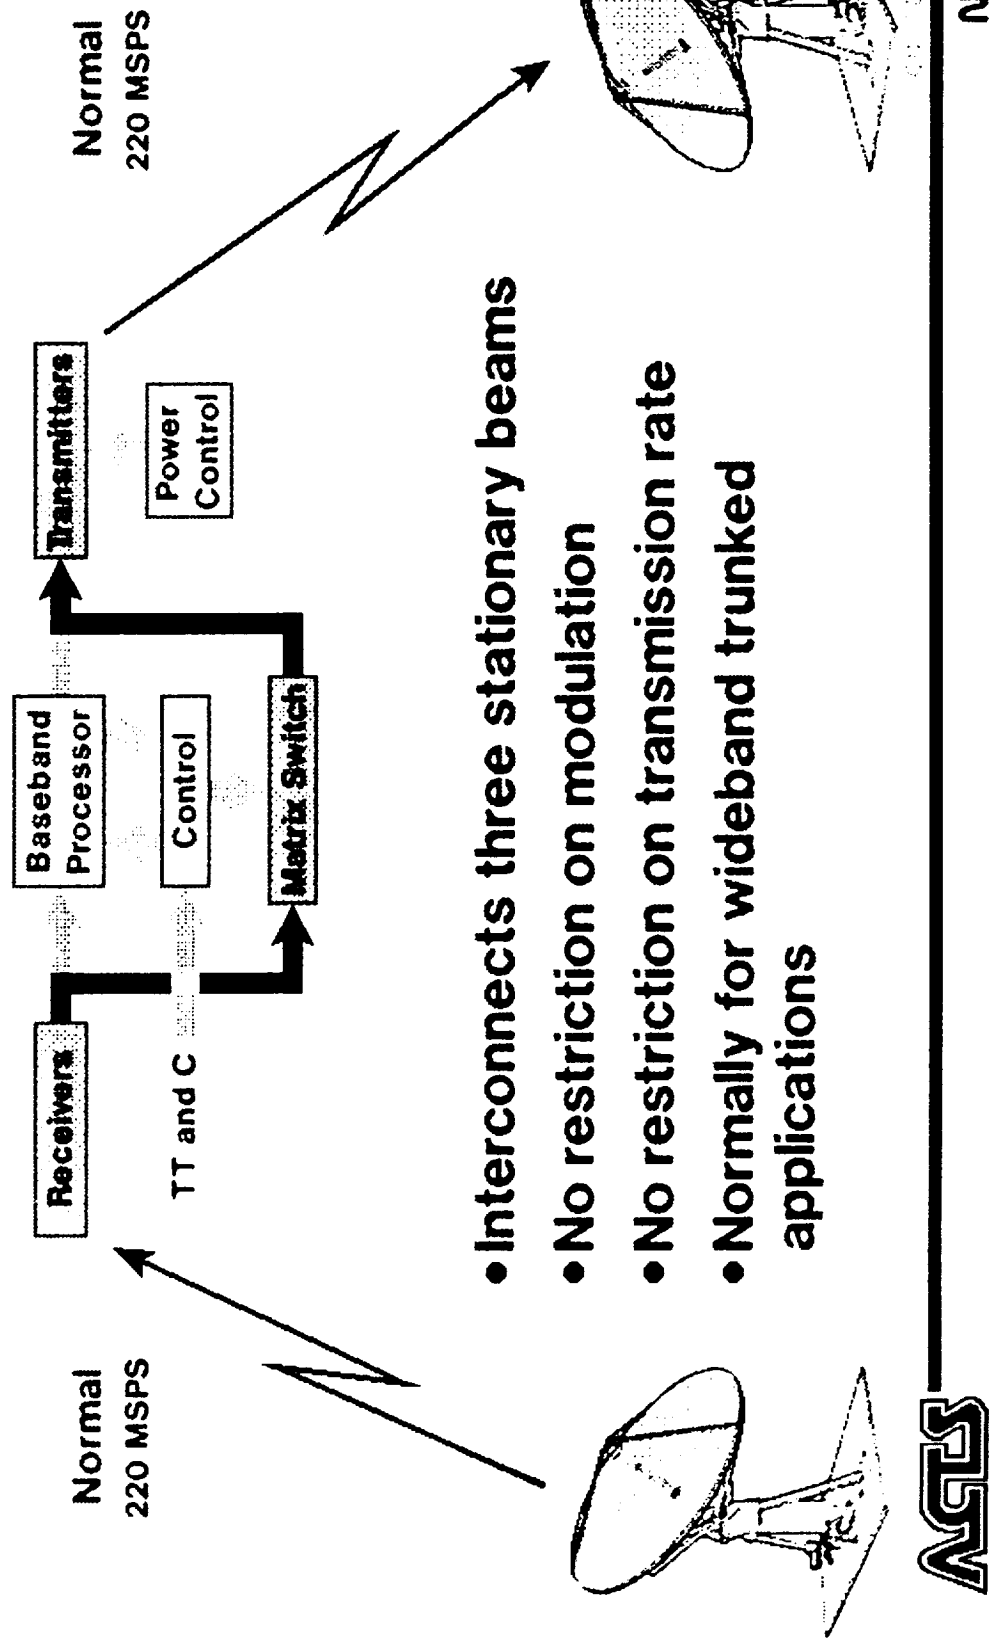 Normal
220 MSPS
Receivers
TT and C
Baseband
Processor
Control
Matrix Switch
Transmitters
Power
Control
Normal
220 MSPS
•Interconnects three stationary beams
•No restriction on modulation
•No restriction on transmission rate
•Normally for wideband trunked
applications
ACTS